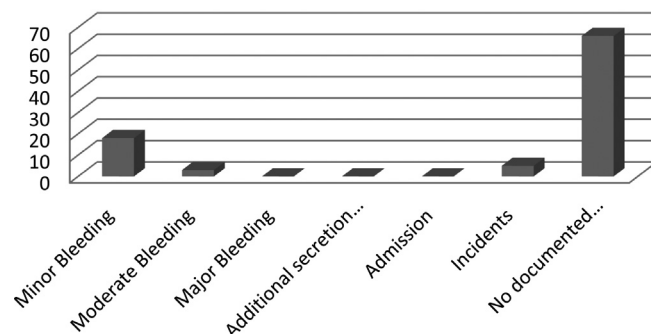 70
60
50
40
30
20
10
0
Minor Bleeding
Moderate Bleeding
Major Bleeding
Additional secretion...
Admission
Incidents
No documented...